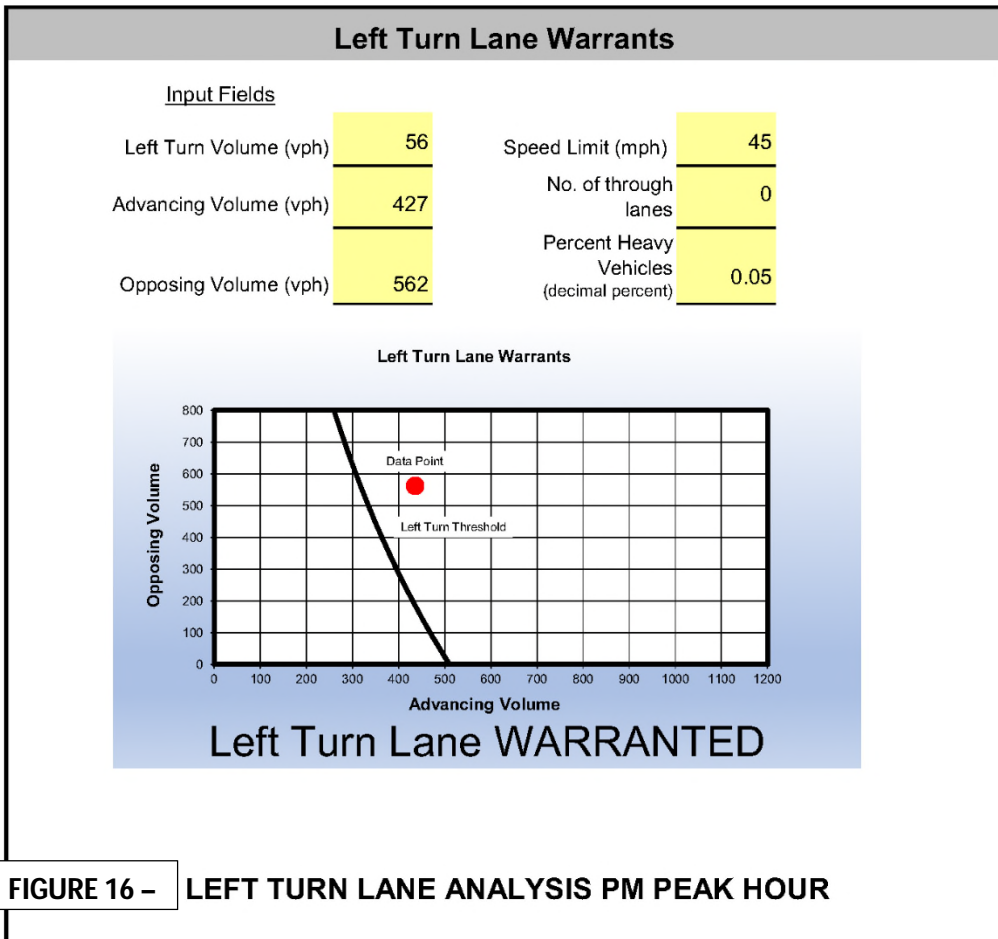 Left Turn Lane Warrants
Input Fields
Left Turn Volume (vph) 56
Speed Limit (mph) 45
Advancing Volume (vph) 427
No. of through
lanes 0
Opposing Volume (vph) 562
Percent Heavy
Vehicles
(decimal percent) 0.05
Left Turn Lane Warrants
Opposing Volume
800
700
600
500
400
300
200
100
0
Data Point
Left Turn Threshold
0 100 200 300 400 500 600 700 800 900 1000 1100 1200
Advancing Volume
Left Turn Lane WARRANTED
FIGURE 16 – LEFT TURN LANE ANALYSIS PM PEAK HOUR